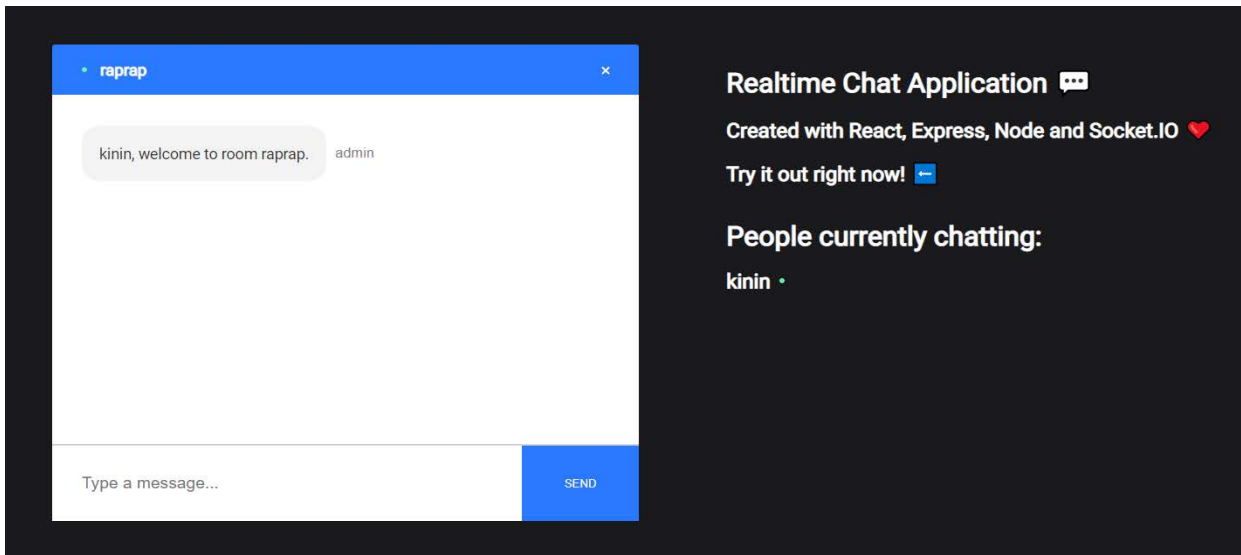 raprap ×
kinin, welcome to room raprap. admin
Type a message...
SEND
Realtime Chat Application 💬
Created with React, Express, Node and Socket.IO ❤️
Try it out right now! ⬅️
People currently chatting:
kinin